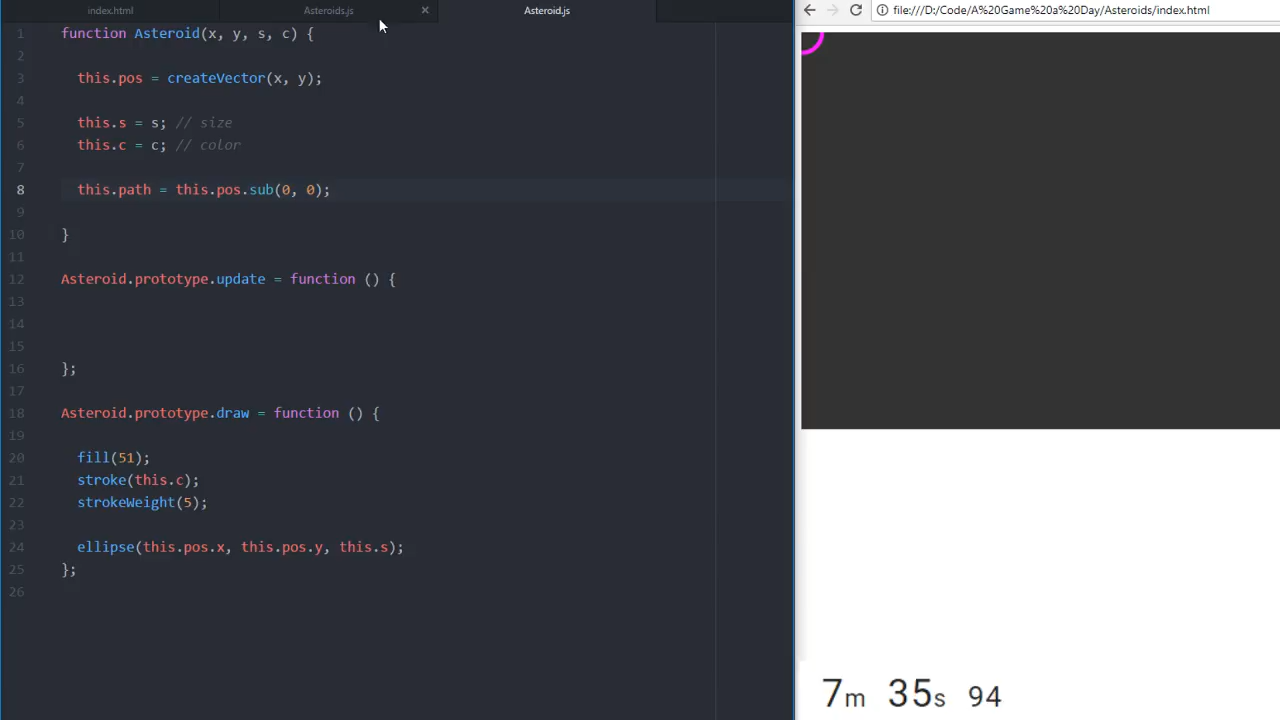 index.html Asteroids.js × Asteroid.js
1 function Asteroid(x, y, s, c) {
2
3 this.pos = createVector(x, y);
4
5 this.s = s; // size
6 this.c = c; // color
7
8 this.path = this.pos.sub(0, 0);
9
10 }
11
12 Asteroid.prototype.update = function () {
13
14
15
16 };
17
18 Asteroid.prototype.draw = function () {
19
20 fill(51);
21 stroke(this.c);
22 strokeWeight(5);
23
24 ellipse(this.pos.x, this.pos.y, this.s);
25 };
26
file:///D:/Code/A%20Game%20a%20Day/Asteroids/index.html
7m 35s 94